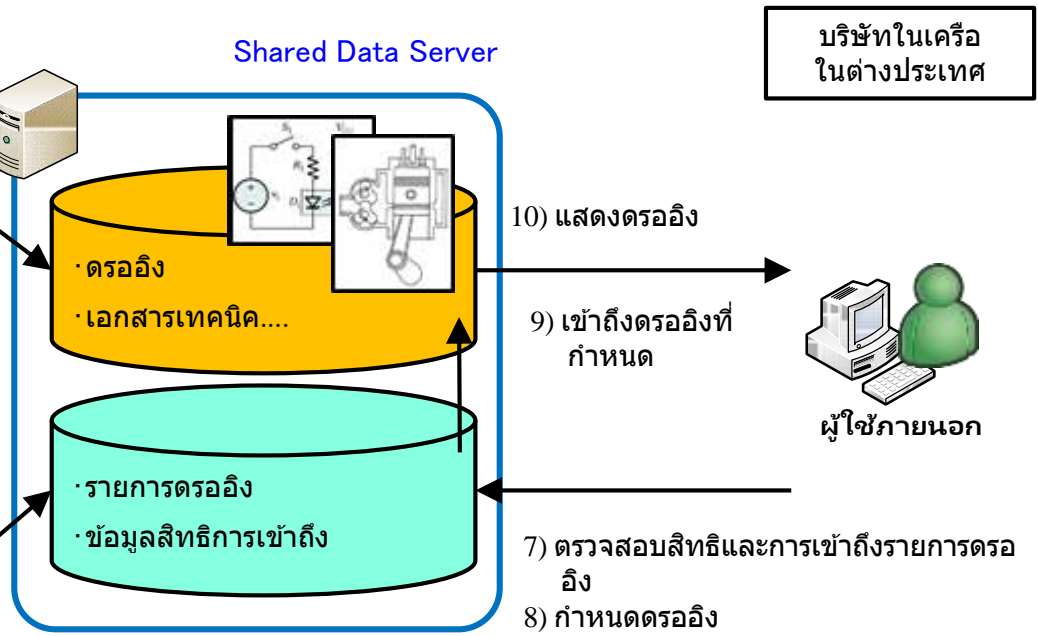 Shared Data Server
บริษัทในเครือ
ในต่างประเทศ
·ดรออิง
·เอกสารเทคนิค....
10) แสดงดรออิง
9) เข้าถึงดรออิงที่
กำหนด
ผู้ใช้ภายนอก
·รายการดรออิง
·ข้อมูลสิทธิการเข้าถึง
7) ตรวจสอบสิทธิและการเข้าถึงรายการดรอ
อิง
8) กำหนดดรออิง